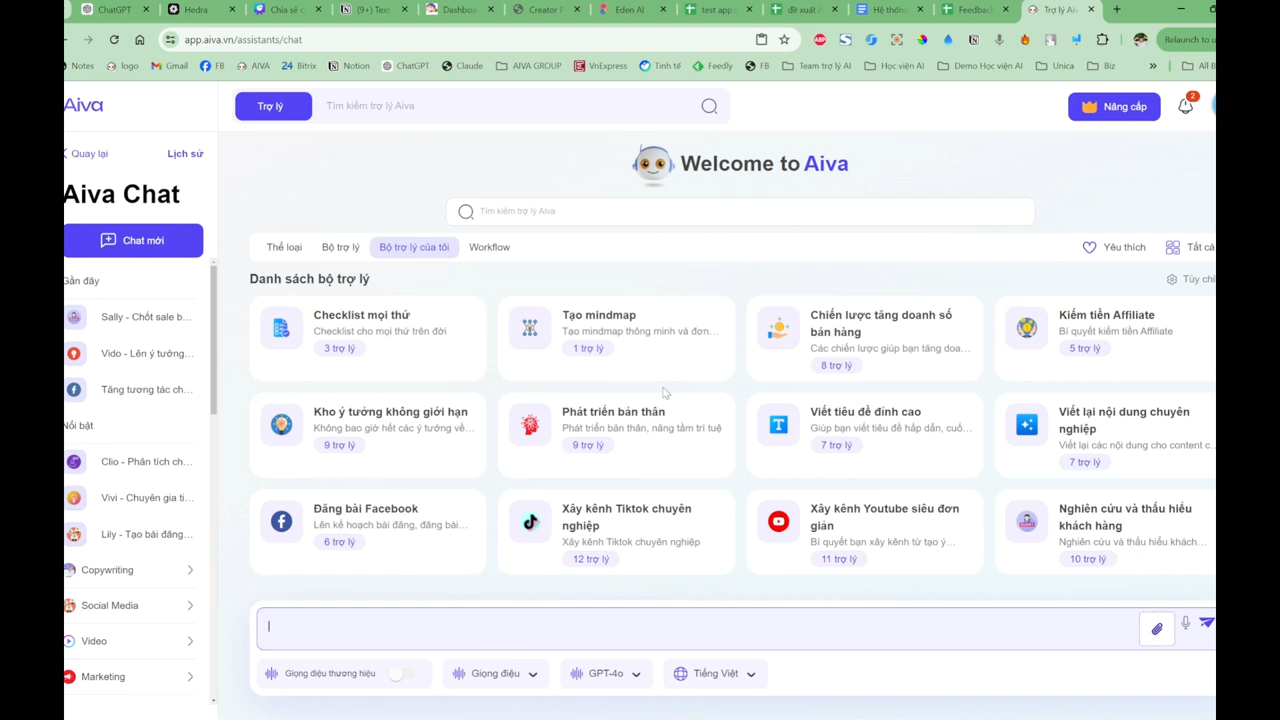 ChatGPT
Hedra
Chia sẻ c
(9+) Text
Dashboa
Creator P
Eden AI
test app.
đề xuất A
Hệ thống
Feedback
Trợ lý Aiv
app.aiva.vn/assistants/chat
Relaunch to u
Notes
logo
Gmail
FB
AIVA
24 Bitrix
Notion
ChatGPT
Claude
AIVA GROUP
VnExpress
Tinh tế
Feedly
FB
Team trợ lý AI
Học viện AI
Demo Học viện AI
Unica
Biz
All B
Aiva
Trợ lý
Tìm kiếm trợ lý Aiva
Nâng cấp
2
Quay lại
Lịch sử
Aiva Chat
Chat mới
Gần đây
Sally - Chốt sale b...
Vido - Lên ý tưởng...
Tăng tương tác ch...
Nổi bật
Clio - Phân tích ch...
Vivi - Chuyên gia ti...
Lily - Tạo bài đăng...
Copywriting
Social Media
Video
Marketing
Welcome to Aiva
Tìm kiếm trợ lý Aiva
Thể loại
Bộ trợ lý
Bộ trợ lý của tôi
Workflow
Yêu thích
Tất cả
Danh sách bộ trợ lý
Tùy chỉ
Checklist mọi thứ
Checklist cho mọi thứ trên đời
3 trợ lý
Tạo mindmap
Tạo mindmap thông minh và đơn...
1 trợ lý
Chiến lược tăng doanh số
bán hàng
Các chiến lược giúp bạn tăng doa...
8 trợ lý
Kiếm tiền Affiliate
Bí quyết kiếm tiền Affiliate
5 trợ lý
Kho ý tưởng không giới hạn
Không bao giờ hết các ý tưởng về...
9 trợ lý
Phát triển bản thân
Phát triển bản thân, nâng tầm trí tuệ
9 trợ lý
Viết tiêu đề đỉnh cao
Giúp bạn viết tiêu đề hấp dẫn, cuố...
7 trợ lý
Viết lại nội dung chuyên
nghiệp
Viết lại các nội dung cho content c...
7 trợ lý
Đăng bài Facebook
Lên kế hoạch bài đăng, đăng bài...
6 trợ lý
Xây kênh Tiktok chuyên
nghiệp
Xây kênh Tiktok chuyên nghiệp
12 trợ lý
Xây kênh Youtube siêu đơn
giản
Bí quyết bạn xây kênh từ tạo ý...
11 trợ lý
Nghiên cứu và thấu hiểu
khách hàng
Nghiên cứu và thấu hiểu khách...
10 trợ lý
Giọng điệu thương hiệu
Giọng điệu
GPT-4o
Tiếng Việt